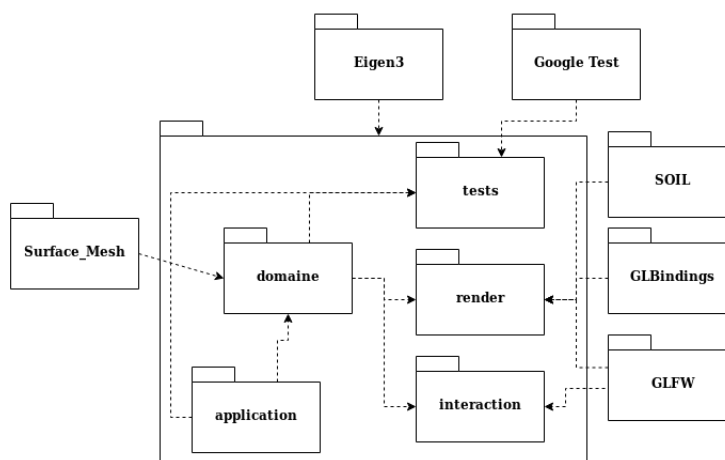 Eigen3
Google Test
tests
SOIL
Surface_Mesh
domaine
render
GLBindings
application
interaction
GLFW